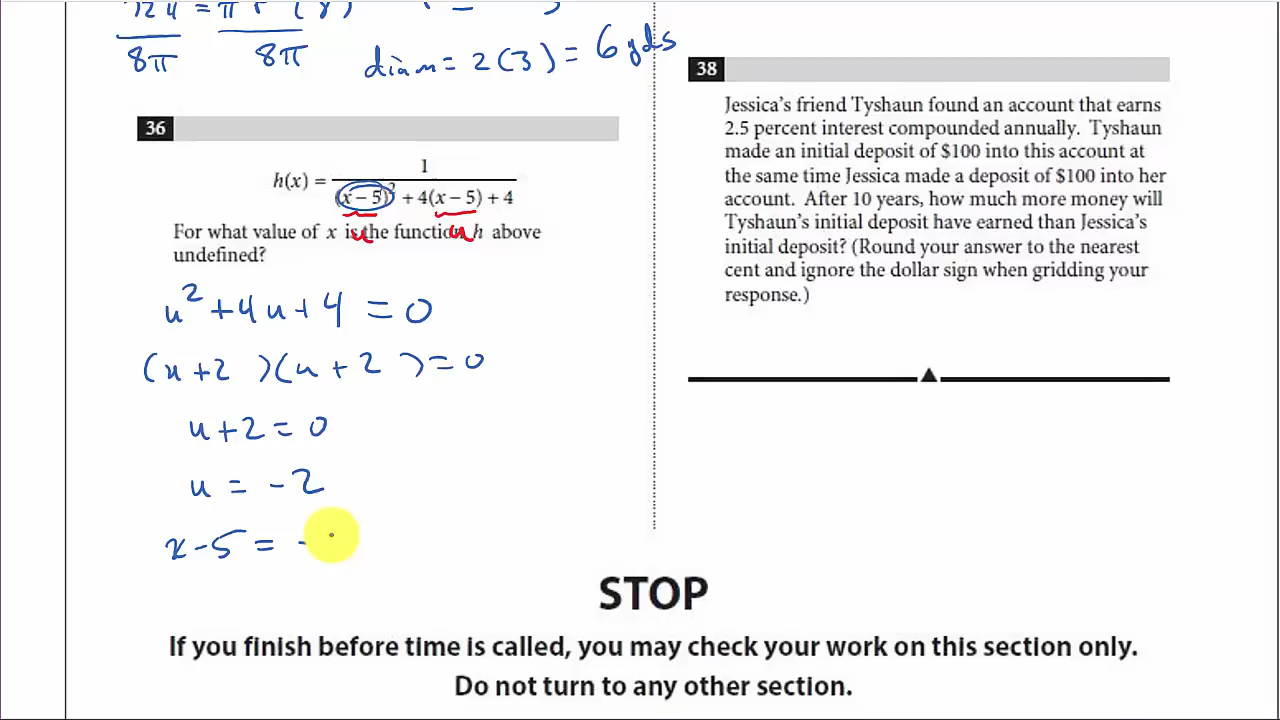 = πr² (8)
8π 8π
diam = 2(3) = 6 yds
36
h(x) = 1 / (x − 5)² + 4(x − 5) + 4
u u
For what value of x is the function h above
undefined?
u² + 4u + 4 = 0
(u + 2)(u + 2) = 0
u + 2 = 0
u = -2
x - 5 = -
38
Jessica’s friend Tyshaun found an account that earns
2.5 percent interest compounded annually. Tyshaun
made an initial deposit of $100 into this account at
the same time Jessica made a deposit of $100 into her
account. After 10 years, how much more money will
Tyshaun’s initial deposit have earned than Jessica’s
initial deposit? (Round your answer to the nearest
cent and ignore the dollar sign when gridding your
response.)
STOP
If you finish before time is called, you may check your work on this section only.
Do not turn to any other section.